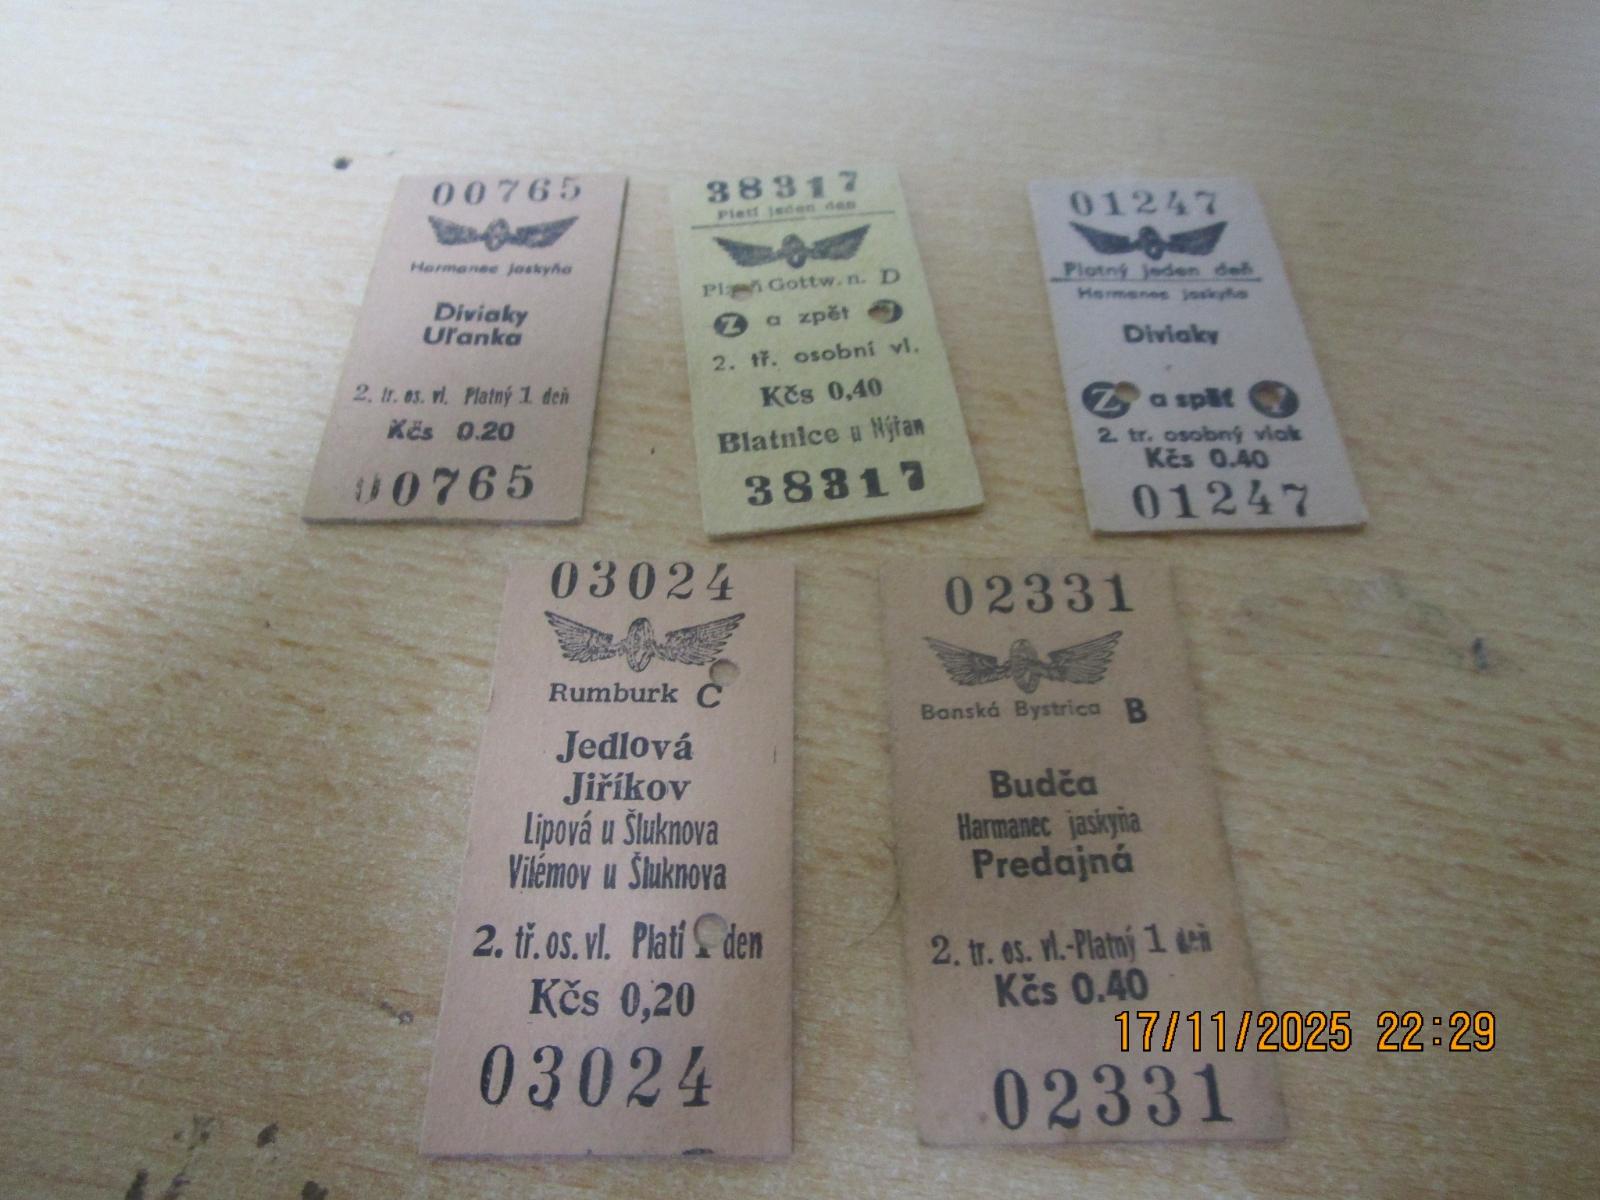 00765
Harmanec jaskyňa
Diviaky
Uľanka
2. tr. os. vl. Platný 1 deň
Kčs 0.20
00765
38317
Platí jeden den
Plzeň Gottw. n. D
Z a zpět
2. tř. osobní vl.
Kčs 0,40
Blatnice u Nýřan
38317
01247
Platný jeden deň
Harmanec jaskyňa
Diviaky
Z a späť
2. tr. osobný vlak
Kčs 0.40
01247
03024
Rumburk C
Jedlová
Jiříkov
Lipová u Šluknova
Vilémov u Šluknova
2. tř. os. vl. Platí 1 den
Kčs 0,20
03024
02331
Banská Bystrica B
Budča
Harmanec jaskyňa
Predajná
2. tr. os. vl.-Platný 1 deň
Kčs 0.40
02331
17/11/2025 22:29